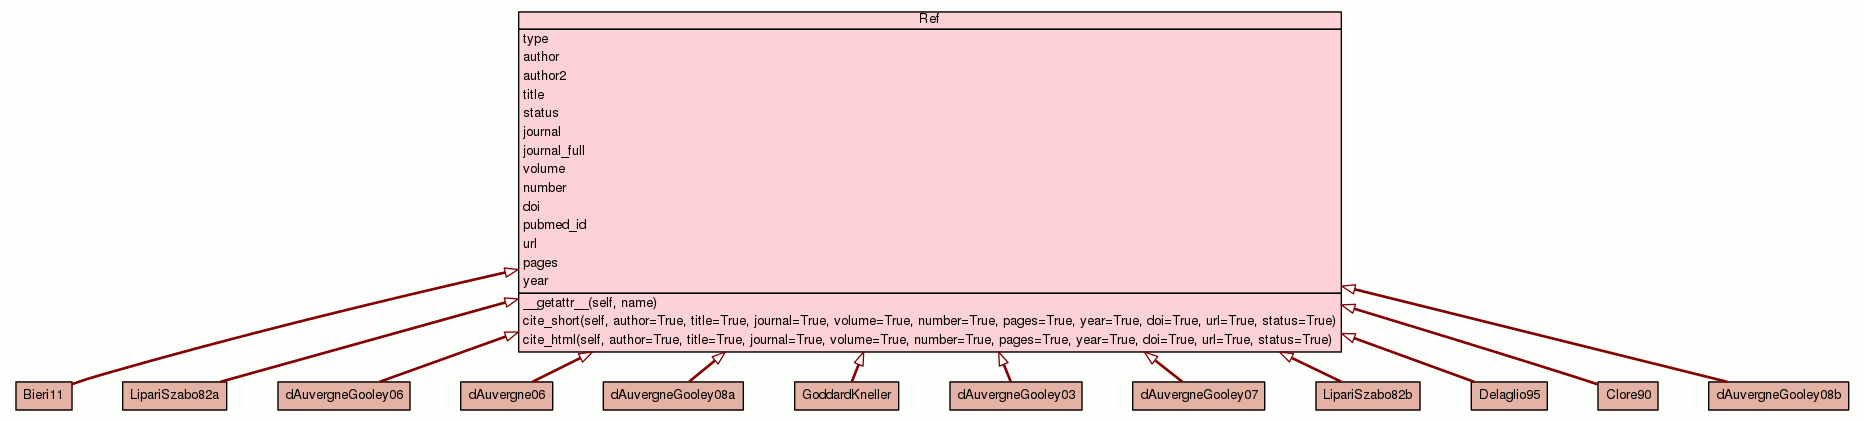 Ref
type
author
author2
title
status
journal
journal_full
volume
number
doi
pubmed_id
url
pages
year
__getattr__(self, name)
cite_short(self, author=True, title=True, journal=True, volume=True, number=True, pages=True, year=True, doi=True, url=True, status=True)
cite_html(self, author=True, title=True, journal=True, volume=True, number=True, pages=True, year=True, doi=True, url=True, status=True)
Bieri11 LipariSzabo82a dAuvergneGooley06 dAuvergne06 dAuvergneGooley08a GoddardKneller dAuvergneGooley03 dAuvergneGooley07 LipariSzabo82b Delaglio95 Clore90 dAuvergneGooley08b